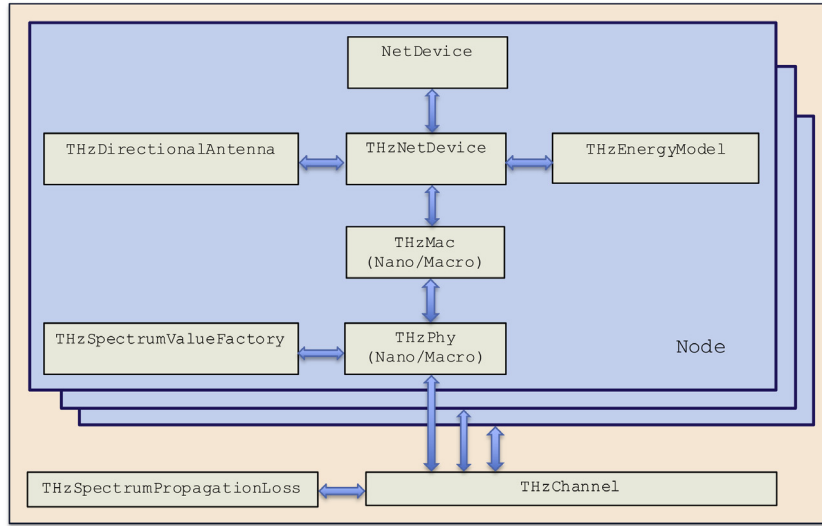 NetDevice
THzDirectionalAntenna
THzNetDevice
THzEnergyModel
THzMac
(Nano/Macro)
THzSpectrumValueFactory
THzPhy
(Nano/Macro)
Node
THzSpectrumPropagationLoss
THzChannel